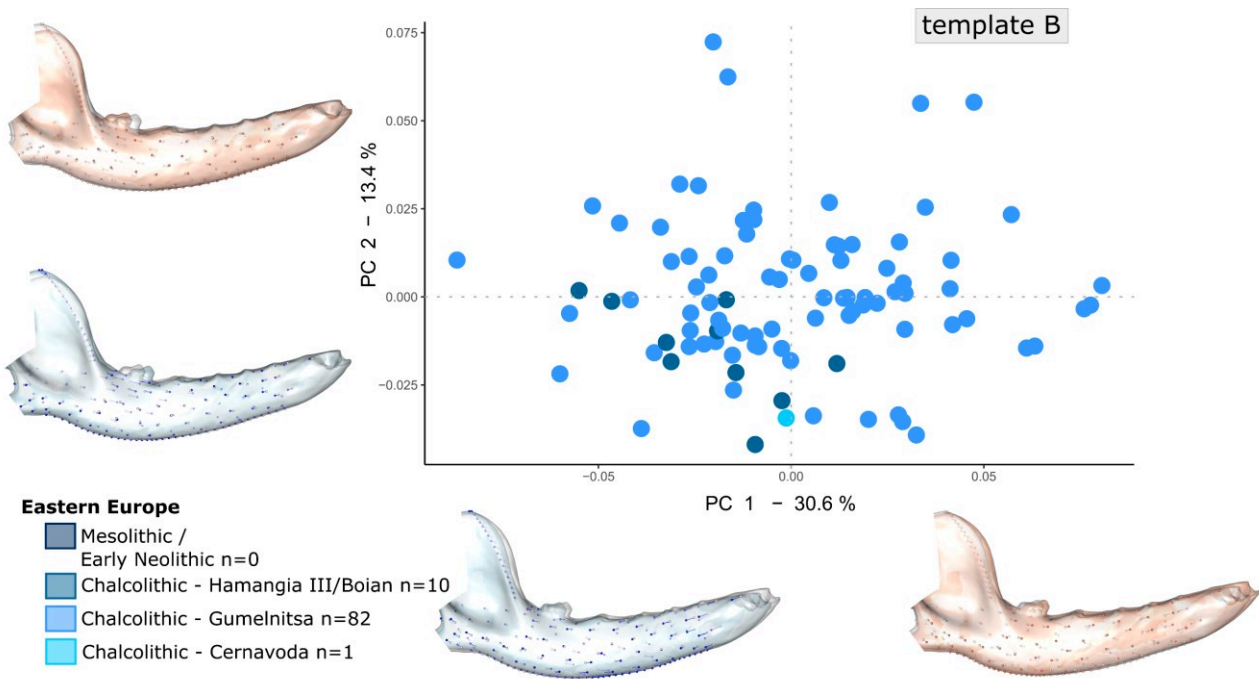 template B
0.075
0.050
0.025
0.000
−0.025
PC 2 − 13.4 %
−0.05
0.00
0.05
PC 1 − 30.6 %
Eastern Europe
Mesolithic /
Early Neolithic n=0
Chalcolithic - Hamangia III/Boian n=10
Chalcolithic - Gumelnitsa n=82
Chalcolithic - Cernavoda n=1